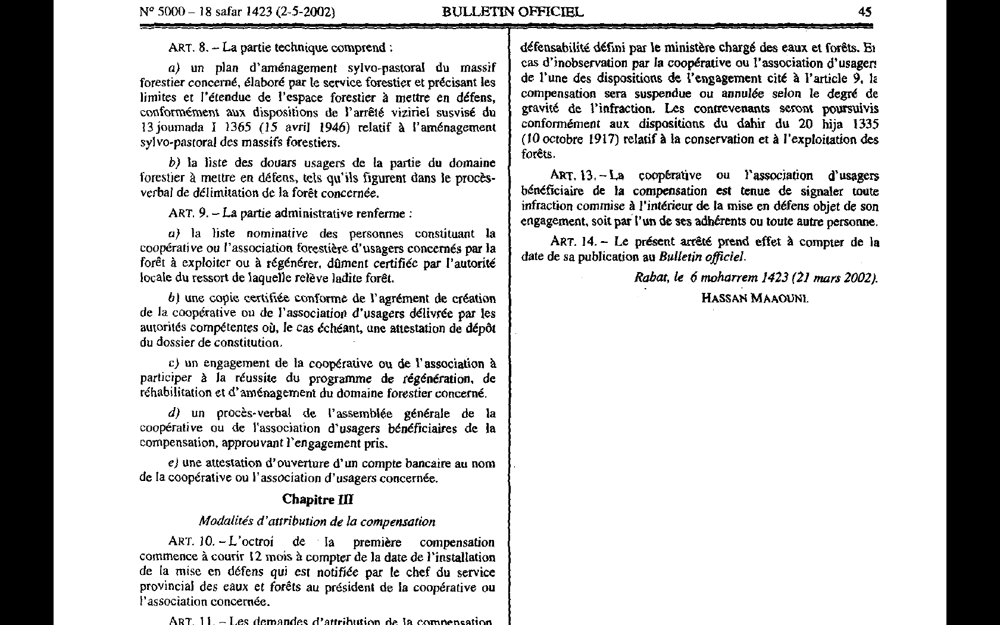 N° 5000 – 18 safar 1423 (2-5-2002)
BULLETIN OFFICIEL
45
ART. 8. – La partie technique comprend :
a) un plan d'aménagement sylvo-pastoral du massif
forestier concerné, élaboré par le service forestier et précisant les
limites et l'étendue de l'espace forestier à mettre en défens,
conformément aux dispositions de l'arrêté viziriel susvisé du
13 joumada I 1365 (15 avril 1946) relatif à l'aménagement
sylvo-pastoral des massifs forestiers.
b) la liste des douars usagers de la partie du domaine
forestier à mettre en défens, tels qu'ils figurent dans le procès-
verbal de délimitation de la forêt concernée.
ART. 9. – La partie administrative renferme :
a) la liste nominative des personnes constituant la
coopérative ou l'association forestière d'usagers concernés par la
forêt à exploiter ou à régénérer, dûment certifiée par l'autorité
locale du ressort de laquelle relève ladite forêt.
b) une copie certifiée conforme de l'agrément de création
de la coopérative ou de l'association d'usagers délivrée par les
autorités compétentes où, le cas échéant, une attestation de dépôt
du dossier de constitution.
c) un engagement de la coopérative ou de l'association à
participer à la réussite du programme de régénération, de
réhabilitation et d'aménagement du domaine forestier concerné.
d) un procès-verbal de l'assemblée générale de la
coopérative ou de l'association d'usagers bénéficiaires de la
compensation, approuvant l'engagement pris.
e) une attestation d'ouverture d'un compte bancaire au nom
de la coopérative ou l'association d'usagers concernée.
Chapitre III
Modalités d'attribution de la compensation
ART. 10. – L'octroi de la première compensation
commence à courir 12 mois à compter de la date de l'installation
de la mise en défens qui est notifiée par le chef du service
provincial des eaux et forêts au président de la coopérative ou
l'association concernée.
ART. 11. – Les demandes d'attribution de la compensation,
défensabilité défini par le ministère chargé des eaux et forêts.
cas d'inobservation par la coopérative ou l'association
de l'une des dispositions de l'engagement cité à l'article 9,
compensation sera suspendue ou annulée selon le degré de
gravité de l'infraction. Les contrevenants seront poursuivis
conformément aux dispositions du dahir du 20 hija 1335
(10 octobre 1917) relatif à la conservation et à l'exploitation des
forêts.
ART. 13. – La coopérative ou l'association d'usagers
bénéficiaire de la compensation est tenue de signaler toute
infraction commise à l'intérieur de la mise en défens objet de son
engagement, soit par l'un de ses adhérents ou toute autre personne.
ART. 14. – Le présent arrêté prend effet à compter de la
date de sa publication au Bulletin officiel.
Rabat, le 6 moharrem 1423 (21 mars 2002).
HASSAN MAAOUNI.